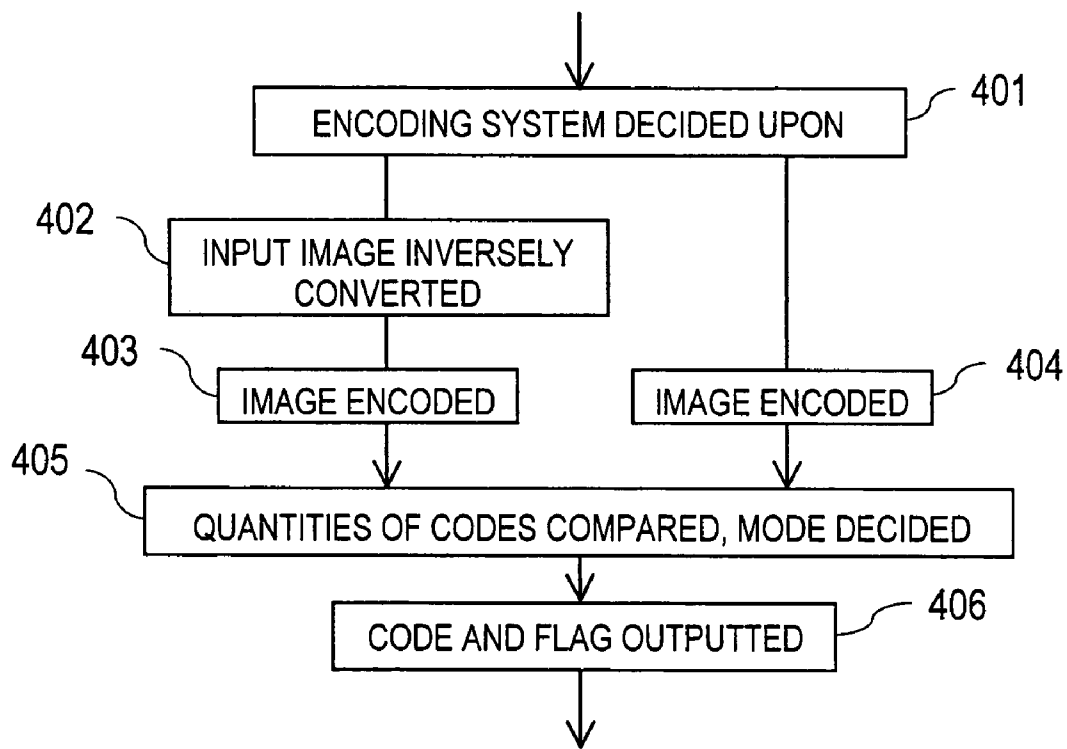 401
ENCODING SYSTEM DECIDED UPON
402
INPUT IMAGE INVERSELY
CONVERTED
403
IMAGE ENCODED
404
IMAGE ENCODED
405
QUANTITIES OF CODES COMPARED, MODE DECIDED
406
CODE AND FLAG OUTPUTTED